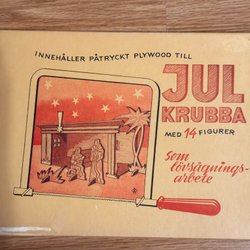 INNEHÅLLER PÅTRYCKT PLYWOOD TILL
JUL
KRUBBA
MED 14 FIGURER
Som
lövsågnings-
arbete